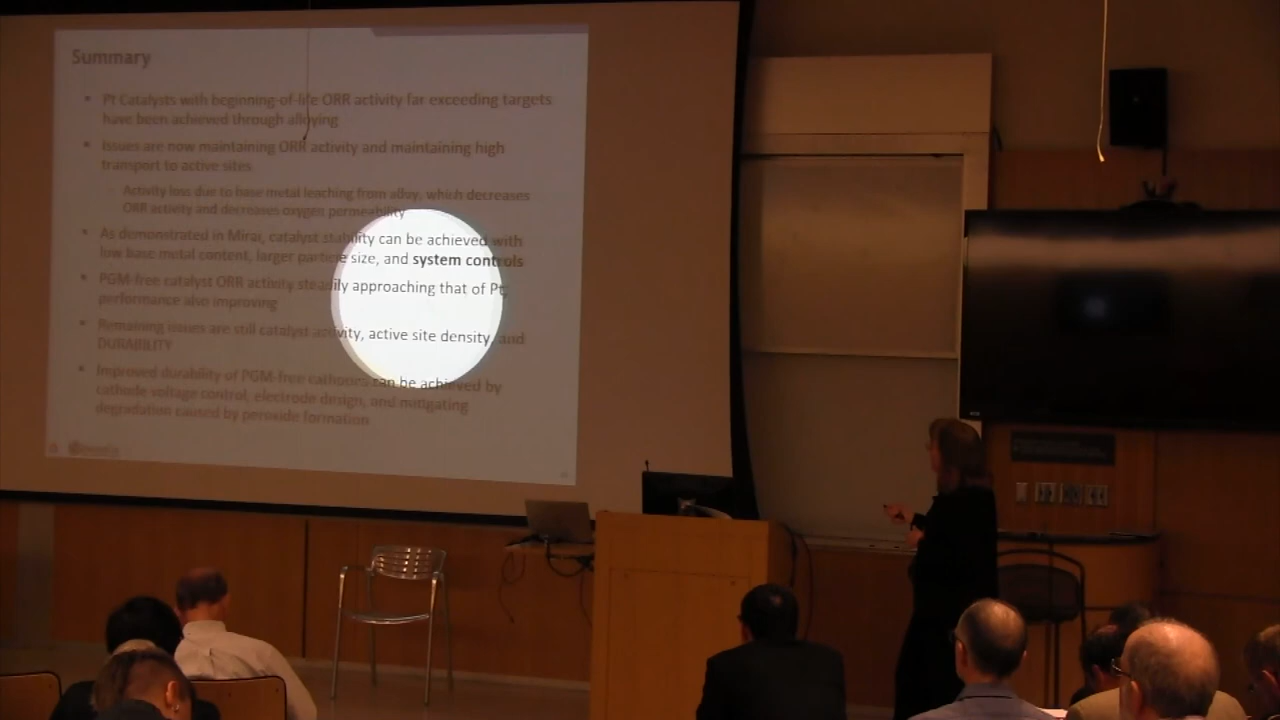 Summary
• Pt Catalysts with beginning-of-life ORR activity far exceeding targets
have been achieved through alloying
• Issues are now maintaining ORR activity and maintaining high
transport to active sites
– Activity loss due to base metal leaching from alloy, which decreases
ORR activity and decreases oxygen permeability
• As demonstrated in Mirai, catalyst stability can be achieved with
low base metal content, larger particle size, and system controls
• PGM-free catalyst ORR activity steadily approaching that of Pt,
performance also improving
• Remaining issues are still catalyst activity, active site density, and
DURABILITY
• Improved durability of PGM-free cathodes can be achieved by
cathode voltage control, electrode design, and mitigating
degradation caused by peroxide formation